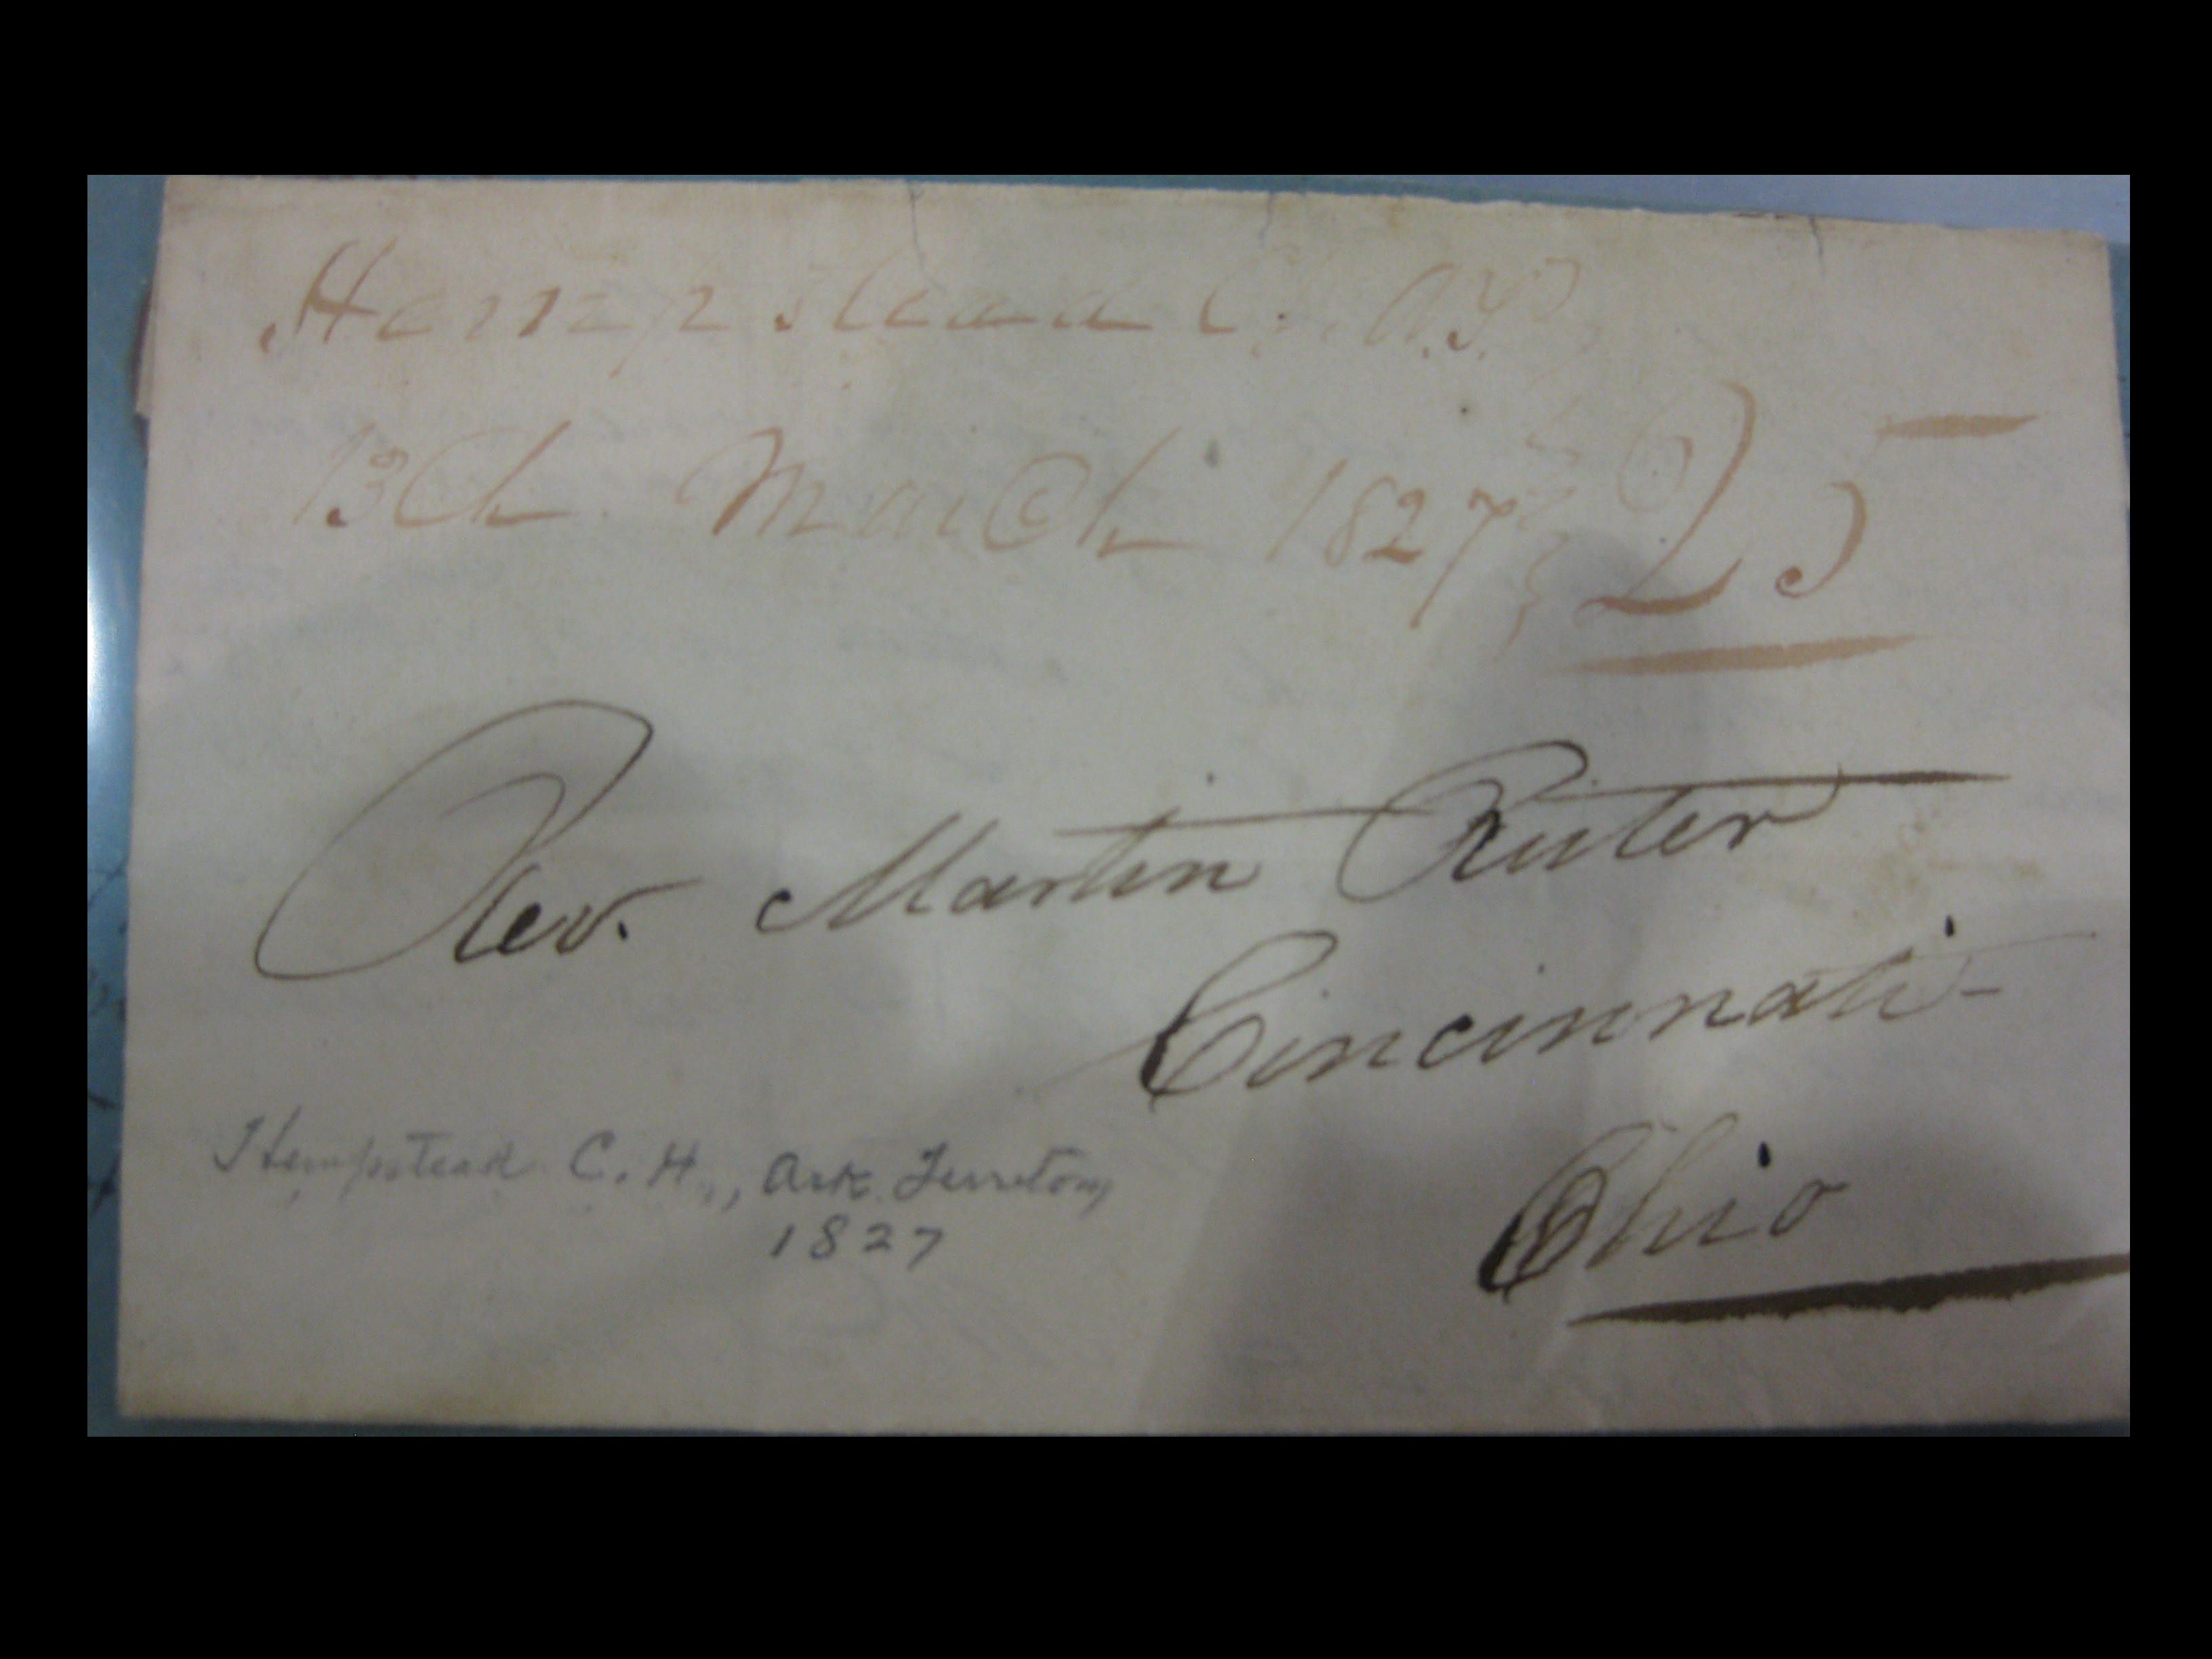 Hempstead C. A.T.
13th March 1827 25
Rev. Martin Ruter
Cincinnati-
Ohio
Hempstead C.H., Ark. Territory
1827